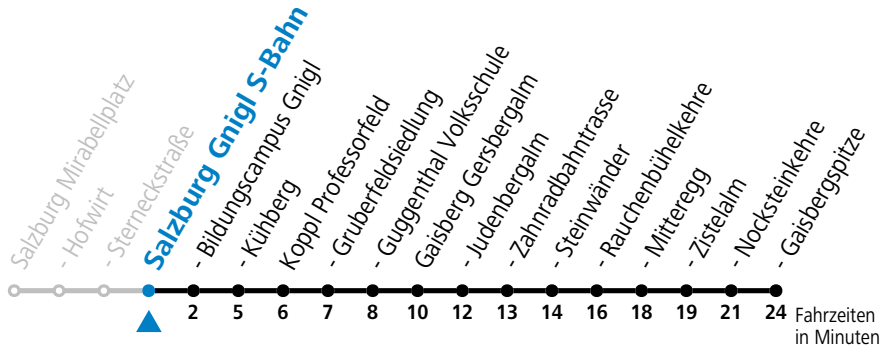 Salzburg Mirabellplatz
- Hofwirt
- Sterneckstraße
Salzburg Gnigl S-Bahn
- Bildungscampus Gnigl
- Künberg
Koppl Professorfeld
- Gruberfeldsiedlung
- Guggenthal Volksschule
Gaisberg Gersbergalm
- Judenbergalm
- Zahnradbahntrasse
- Steinwänder
- Rauchenbühelkehre
- Mitteregg
- Zistelalm
- Nocksteinkehre
- Gaisbergspitze
2 5 6 7 8 10 12 13 14 16 18 19 21 24 Fahrzeiten
in Minuten